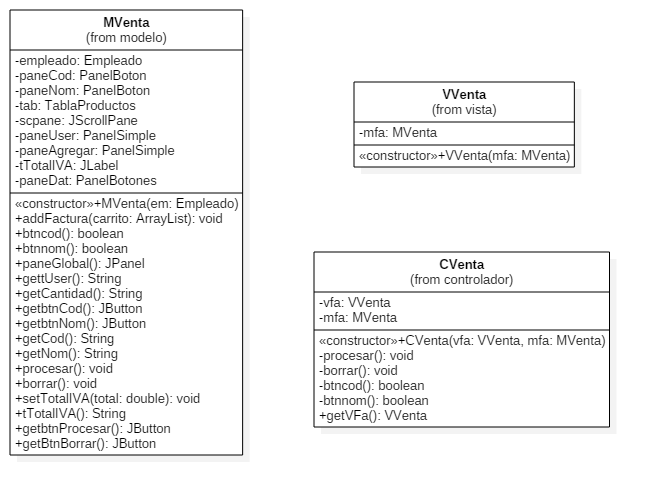 MVenta
(from modelo)
-empleado: Empleado
-paneCod: PanelBoton
-paneNom: PanelBoton
-tab: TablaProductos
-scpane: JScrollPane
-paneUser: PanelSimple
-paneAgregar: PanelSimple
-tTotalIVA: JLabel
-paneDat: PanelBotones
«constructor»+MVenta(em: Empleado)
+addFactura(carrito: ArrayList): void
+btncod(): boolean
+btnnom(): boolean
+paneGlobal(): JPanel
+gettUser(): String
+getCantidad(): String
+getbtnCod(): JButton
+getbtnNom(): JButton
+getCod(): String
+getNom(): String
+procesar(): void
+borrar(): void
+setTotalIVA(total: double): void
+tTotalIVA(): String
+getbtnProcesar(): JButton
+getBtnBorrar(): JButton
VVenta
(from vista)
-mfa: MVenta
«constructor»+VVenta(mfa: MVenta)
CVenta
(from controlador)
-vfa: VVenta
-mfa: MVenta
«constructor»+CVenta(vfa: VVenta, mfa: MVenta)
-procesar(): void
-borrar(): void
-btncod(): boolean
-btnnom(): boolean
+getVFa(): VVenta